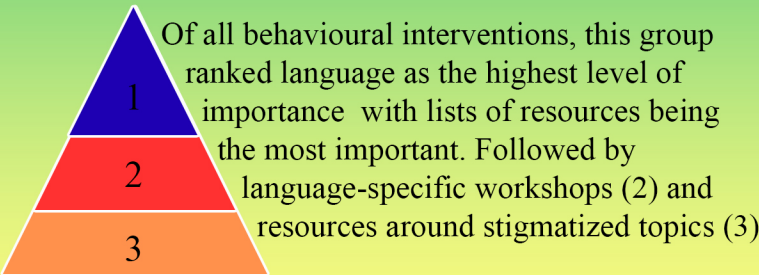 Of all behavioural interventions, this group
ranked language as the highest level of
importance with lists of resources being
the most important. Followed by
language-specific workshops (2) and
resources around stigmatized topics (3)
1
2
3